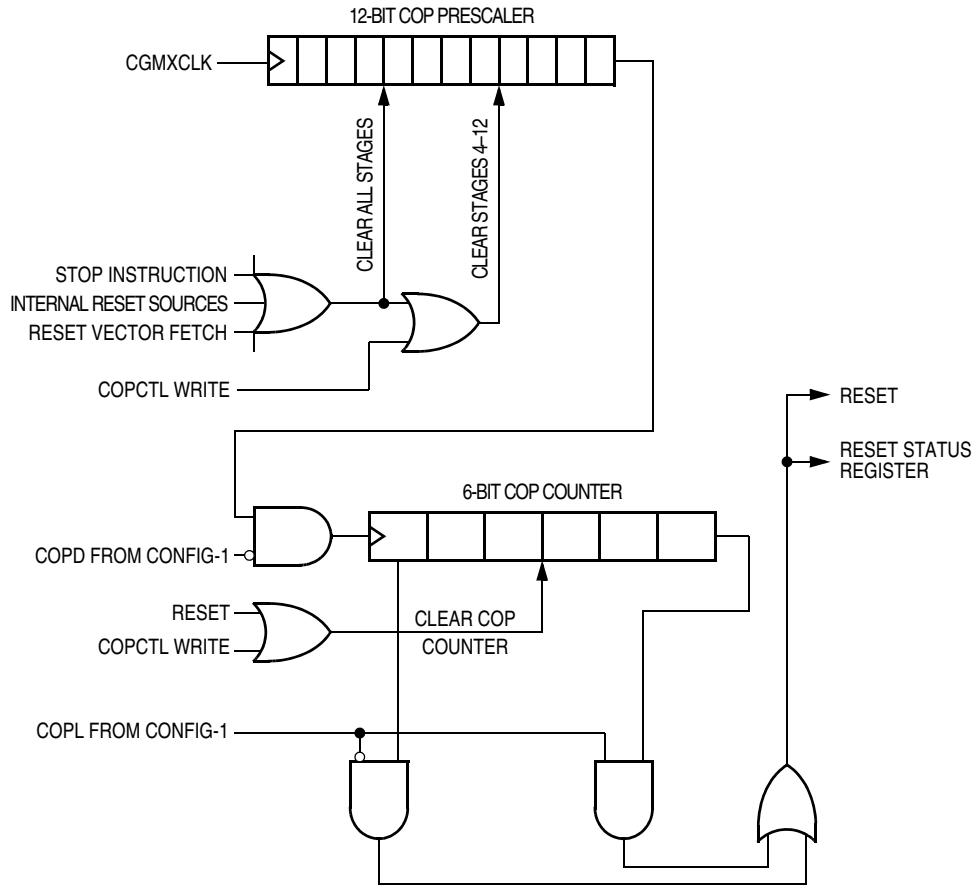 12-BIT COP PRESCALER
CGMXCLK
CLEAR ALL STAGES
CLEAR STAGES 4–12
STOP INSTRUCTION
INTERNAL RESET SOURCES
RESET VECTOR FETCH
COPCTL WRITE
RESET
RESET STATUS
REGISTER
6-BIT COP COUNTER
COPD FROM CONFIG-1
RESET
CLEAR COP
COPCTL WRITE
COUNTER
COPL FROM CONFIG-1